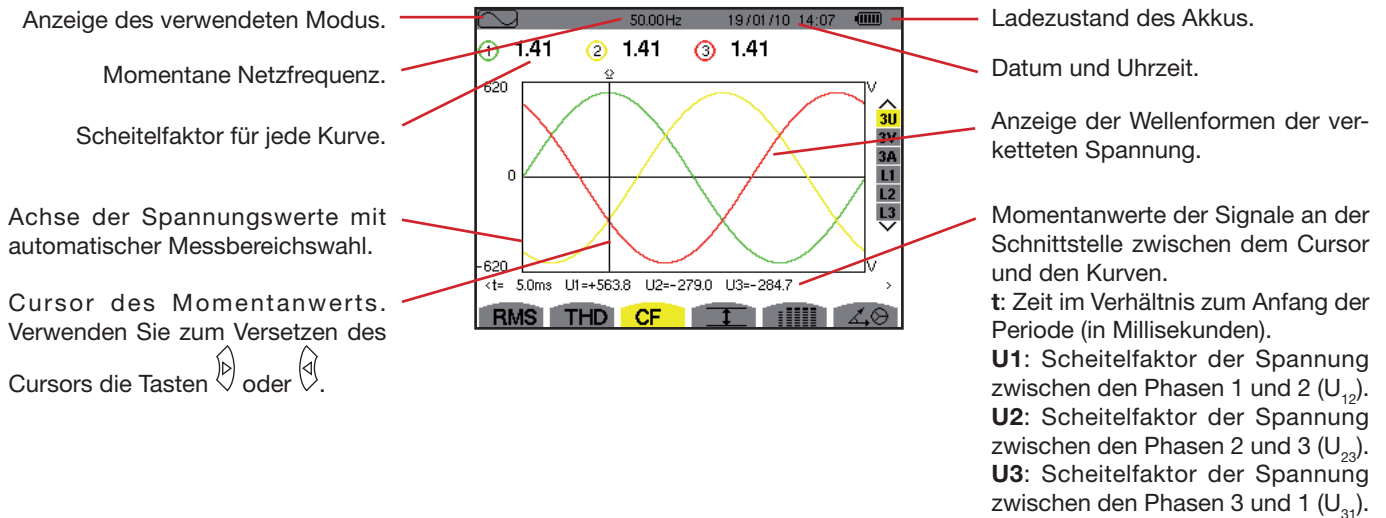 Anzeige des verwendeten Modus.
Momentane Netzfrequenz.
Scheitelfaktor für jede Kurve.
Achse der Spannungswerte mit
automatischer Messbereichswahl.
Cursor des Momentanwerts.
Verwenden Sie zum Versetzen des
Cursors die Tasten oder .
50.00Hz 19/01/10 14:07
1 1.41 2 1.41 3 1.41
620 V
0
-620 V
3U
3V
3A
L1
L2
L3
<t= 5.0ms U1=+563.8 U2=-279.0 U3=-284.7 >
RMS THD CF
Ladezustand des Akkus.
Datum und Uhrzeit.
Anzeige der Wellenformen der ver-
ketteten Spannung.
Momentanwerte der Signale an der
Schnittstelle zwischen dem Cursor
und den Kurven.
t: Zeit im Verhältnis zum Anfang der
Periode (in Millisekunden).
U1: Scheitelfaktor der Spannung
zwischen den Phasen 1 und 2 (U12).
U2: Scheitelfaktor der Spannung
zwischen den Phasen 2 und 3 (U23).
U3: Scheitelfaktor der Spannung
zwischen den Phasen 3 und 1 (U31).